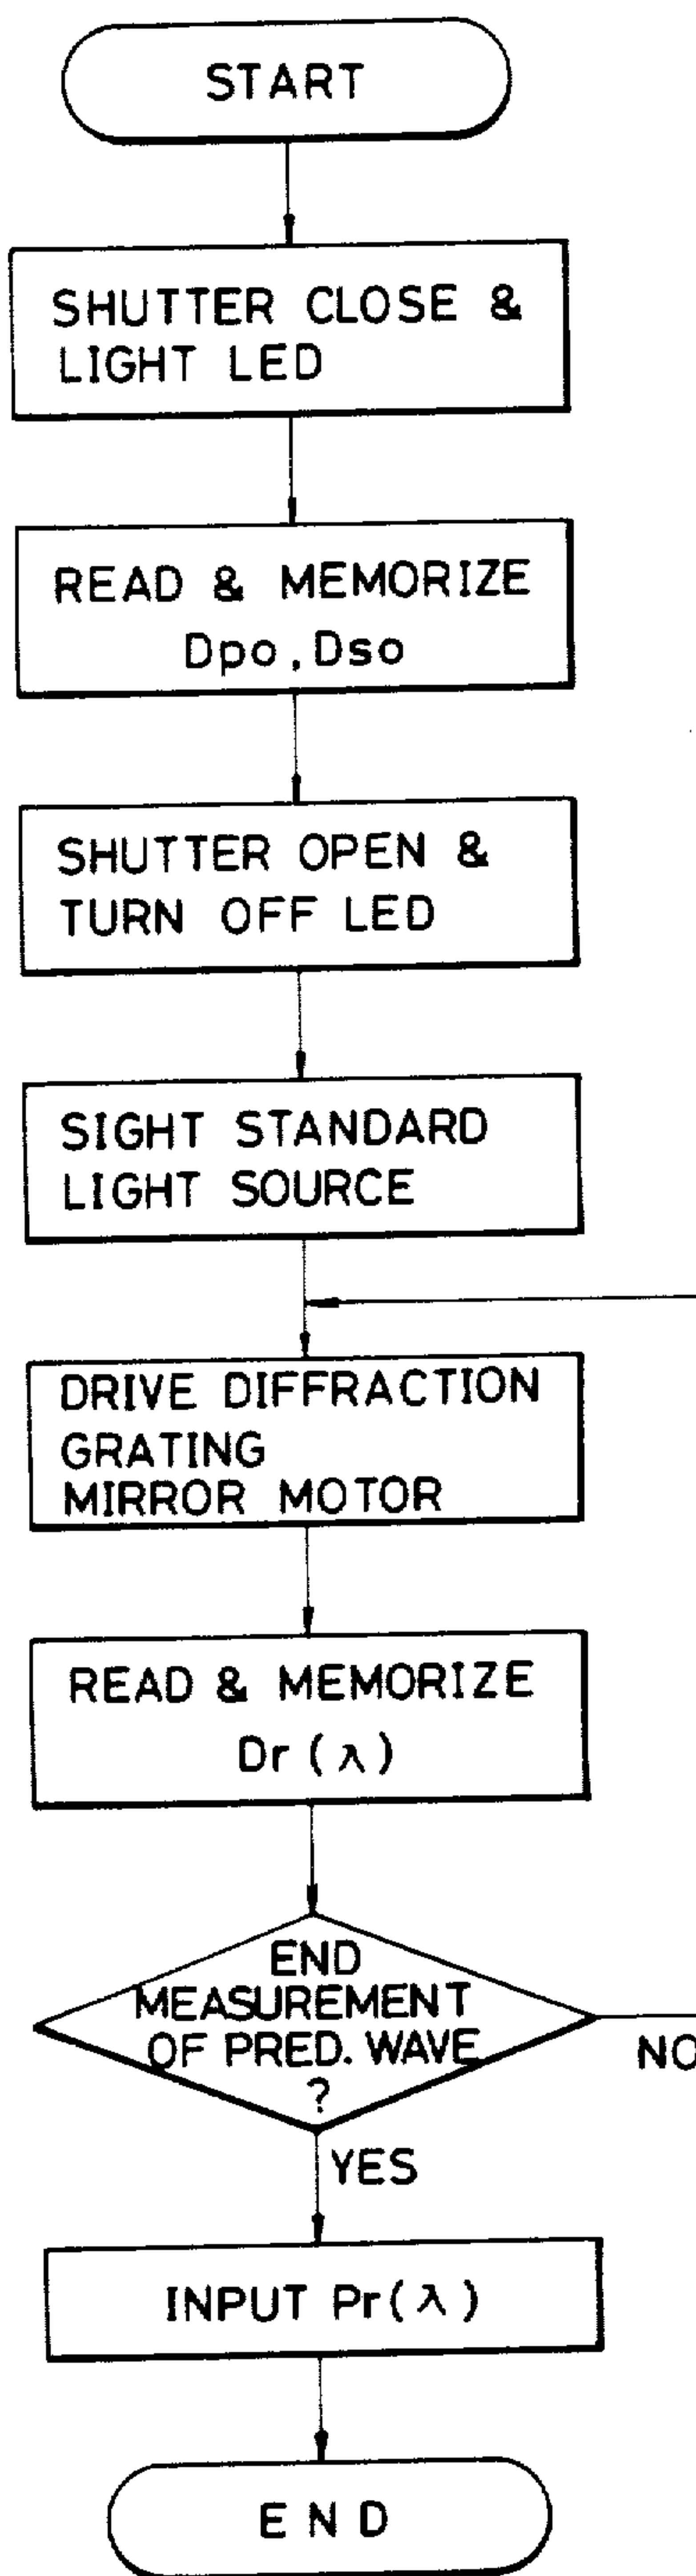 START
SHUTTER CLOSE &
LIGHT LED
READ & MEMORIZE
Dpo, Dso
SHUTTER OPEN &
TURN OFF LED
SIGHT STANDARD
LIGHT SOURCE
DRIVE DIFFRACTION
GRATING
MIRROR MOTOR
READ & MEMORIZE
Dr (λ)
END
MEASUREMENT
OF PRED. WAVE
?
NO
YES
INPUT Pr(λ)
END